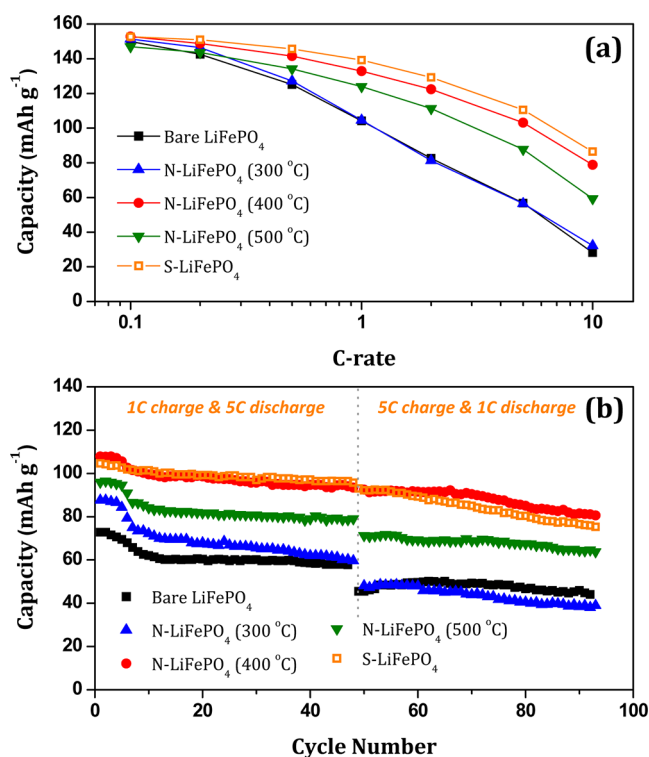 160
140
120
100
80
60
40
20
0
Capacity (mAh g⁻¹)
(a)
Bare LiFePO₄
N-LiFePO₄ (300 °C)
N-LiFePO₄ (400 °C)
N-LiFePO₄ (500 °C)
S-LiFePO₄
0.1 1 10
C-rate
140
120
100
80
60
40
20
0
Capacity (mAh g⁻¹)
1C charge & 5C discharge
5C charge & 1C discharge
(b)
Bare LiFePO₄
N-LiFePO₄ (300 °C) N-LiFePO₄ (500 °C)
N-LiFePO₄ (400 °C) S-LiFePO₄
0 20 40 60 80 100
Cycle Number